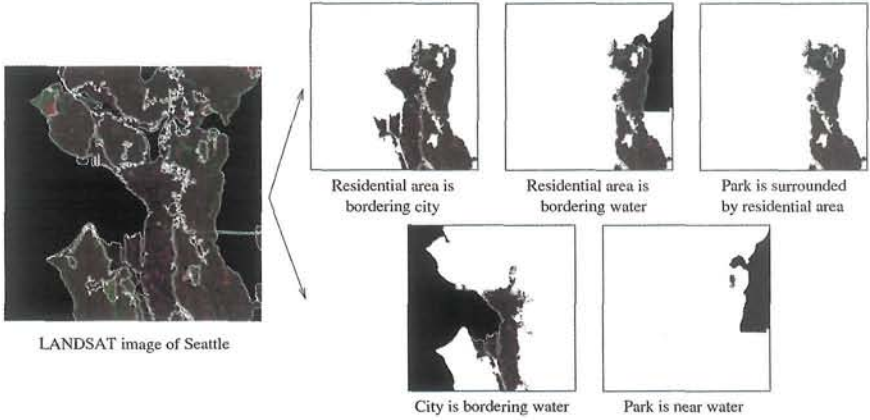 Residential area is
bordering city
Residential area is
bordering water
Park is surrounded
by residential area
LANDSAT image of Seattle
City is bordering water
Park is near water